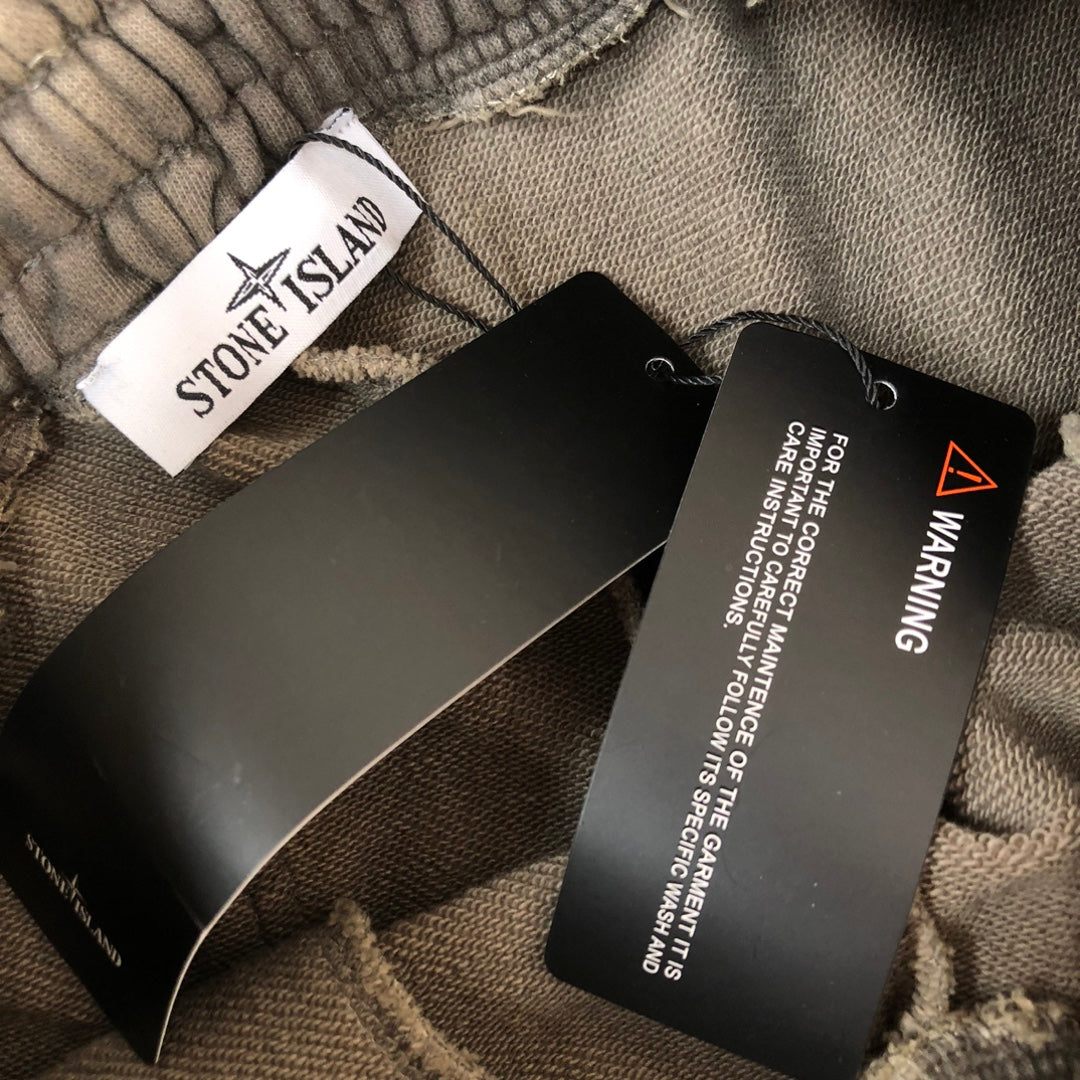 STONE ISLAND
STONE ISLAND
WARNING
FOR THE CORRECT MAINTENCE OF THE GARMENT IT IS
IMPORTANT TO CAREFULLY FOLLOW ITS SPECIFIC WASH AND
CARE INSTRUCTIONS.